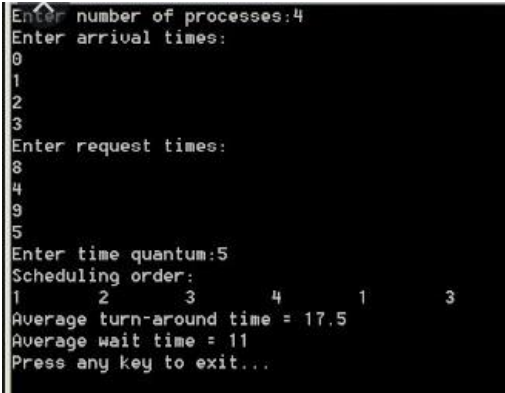 Enter number of processes:4
Enter arrival times:
0
1
2
3
Enter request times:
8
4
9
5
Enter time quantum:5
Scheduling order:
1 2 3 4 1 3
Average turn-around time = 17.5
Average wait time = 11
Press any key to exit...